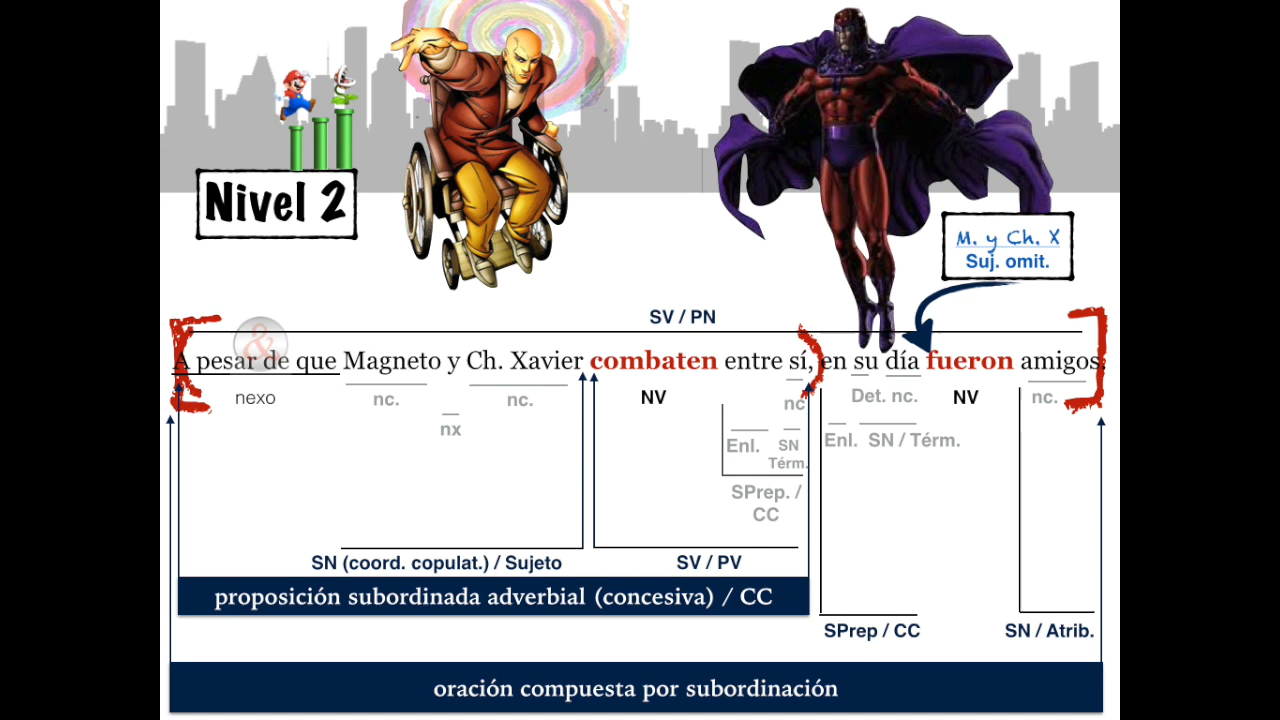 Nivel 2
M. y Ch. X
Suj. omit.
SV / PN
&
A pesar de que Magneto y Ch. Xavier combaten entre sí, en su día fueron amigos.
nexo nc. nc. NV nc Det. nc. NV nc.
nx
Enl. SN Enl. SN / Térm.
Térm.
SPrep. /
CC
SN (coord. copulat.) / Sujeto SV / PV
proposición subordinada adverbial (concesiva) / CC
SPrep / CC SN / Atrib.
oración compuesta por subordinación